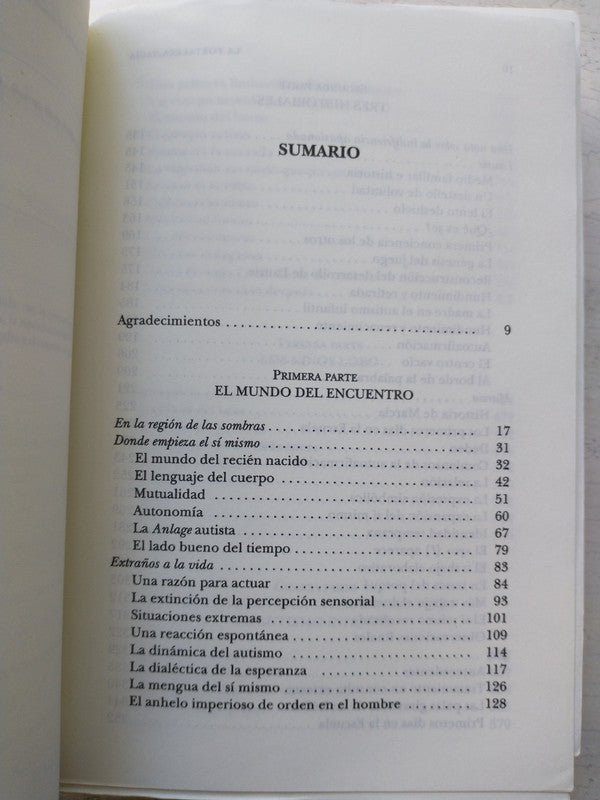 SUMARIO
Agradecimientos . . . . . . . . . . . . . . . . . . . . . . . . . . . . . . . . . . . . 9
PRIMERA PARTE
EL MUNDO DEL ENCUENTRO
En la región de las sombras . . . . . . . . . . . . . . . . . . . . . . . . . . . . . . 17
Donde empieza el sí mismo . . . . . . . . . . . . . . . . . . . . . . . . . . . . . . 31
El mundo del recién nacido . . . . . . . . . . . . . . . . . . . . . . . . 32
El lenguaje del cuerpo . . . . . . . . . . . . . . . . . . . . . . . . . . . . 42
Mutualidad . . . . . . . . . . . . . . . . . . . . . . . . . . . . . . . . . . . . . 51
Autonomía . . . . . . . . . . . . . . . . . . . . . . . . . . . . . . . . . . . . . 60
La Anlage autista . . . . . . . . . . . . . . . . . . . . . . . . . . . . . . . . 67
El lado bueno del tiempo . . . . . . . . . . . . . . . . . . . . . . . . . . 79
Extraños a la vida . . . . . . . . . . . . . . . . . . . . . . . . . . . . . . . . . . . 83
Una razón para actuar . . . . . . . . . . . . . . . . . . . . . . . . . . . . 84
La extinción de la percepción sensorial . . . . . . . . . . . . . . 93
Situaciones extremas . . . . . . . . . . . . . . . . . . . . . . . . . . . . . 101
Una reacción espontánea . . . . . . . . . . . . . . . . . . . . . . . . . . 109
La dinámica del autismo . . . . . . . . . . . . . . . . . . . . . . . . . . 114
La dialéctica de la esperanza . . . . . . . . . . . . . . . . . . . . . . . 117
La mengua del sí mismo . . . . . . . . . . . . . . . . . . . . . . . . . . . 126
El anhelo imperioso de orden en el hombre . . . . . . . . . . 128